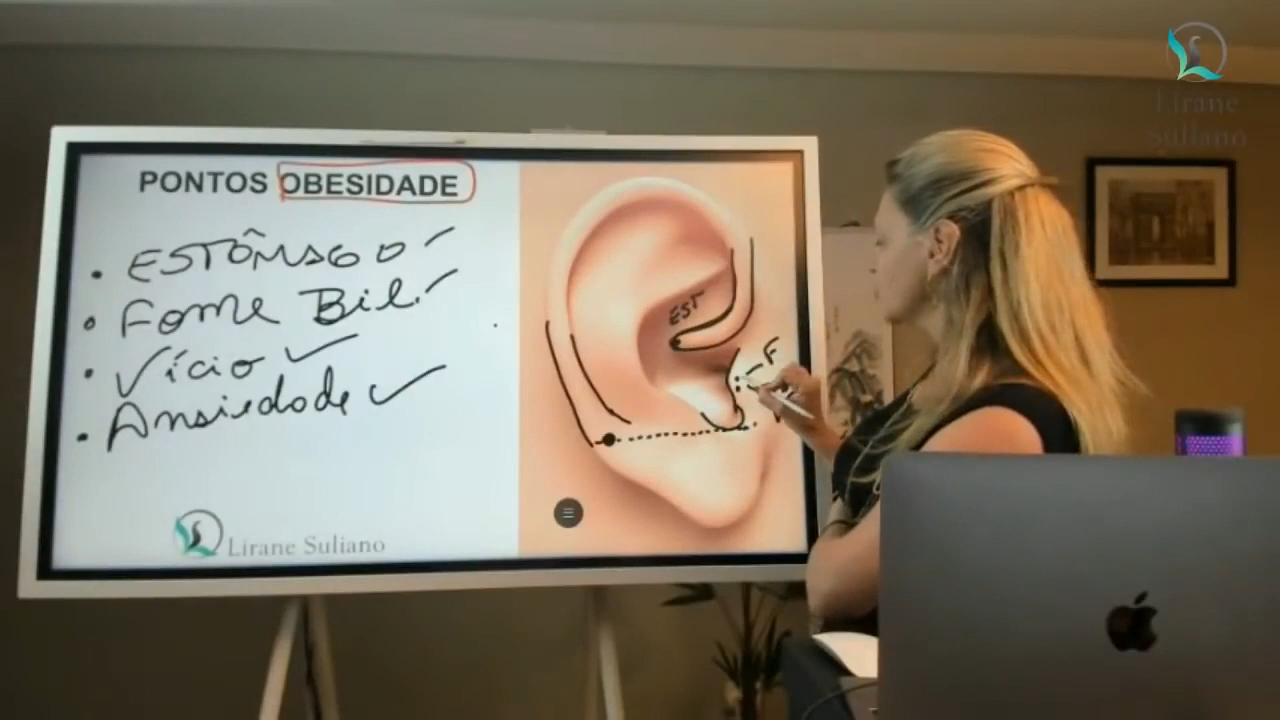 Lirane
Suliano
PONTOS OBESIDADE
• ESTÔMAGO
• Fome Bil.
• Vício
• Ansiedade
EST
F
Lirane Suliano